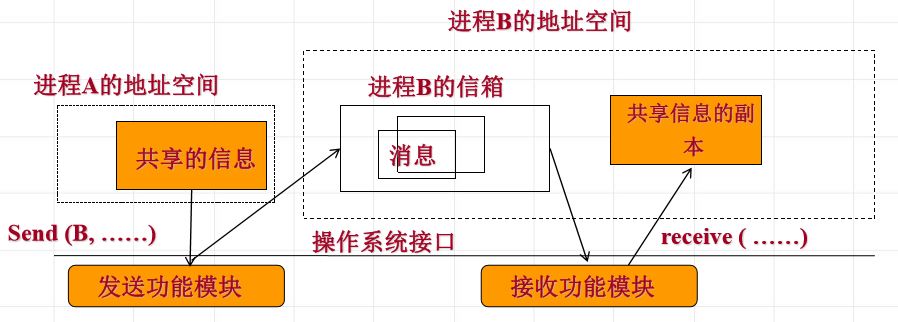 进程B的地址空间
进程A的地址空间
进程B的信箱
共享的信息
消息
共享信息的副
本
Send (B, ……)
操作系统接口
receive ( ……)
发送功能模块
接收功能模块